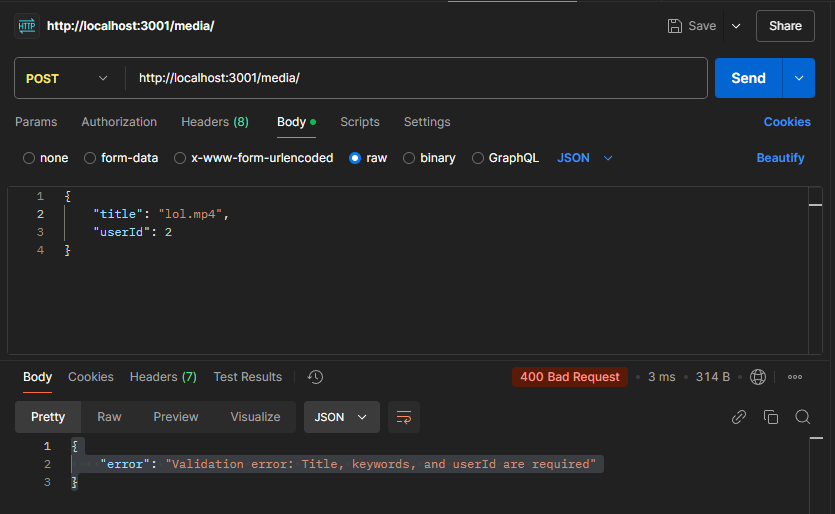 HTTP http://localhost:3001/media/ Save Share
POST http://localhost:3001/media/ Send
Params Authorization Headers (8) Body Scripts Settings Cookies
none form-data x-www-form-urlencoded raw binary GraphQL JSON Beautify
1 {
2 "title": "lol.mp4",
3 "userId": 2
4 }
Body Cookies Headers (7) Test Results 400 Bad Request • 3 ms • 314 B •
Pretty Raw Preview Visualize JSON
1 {
2 "error": "Validation error: Title, keywords, and userId are required"
3 }